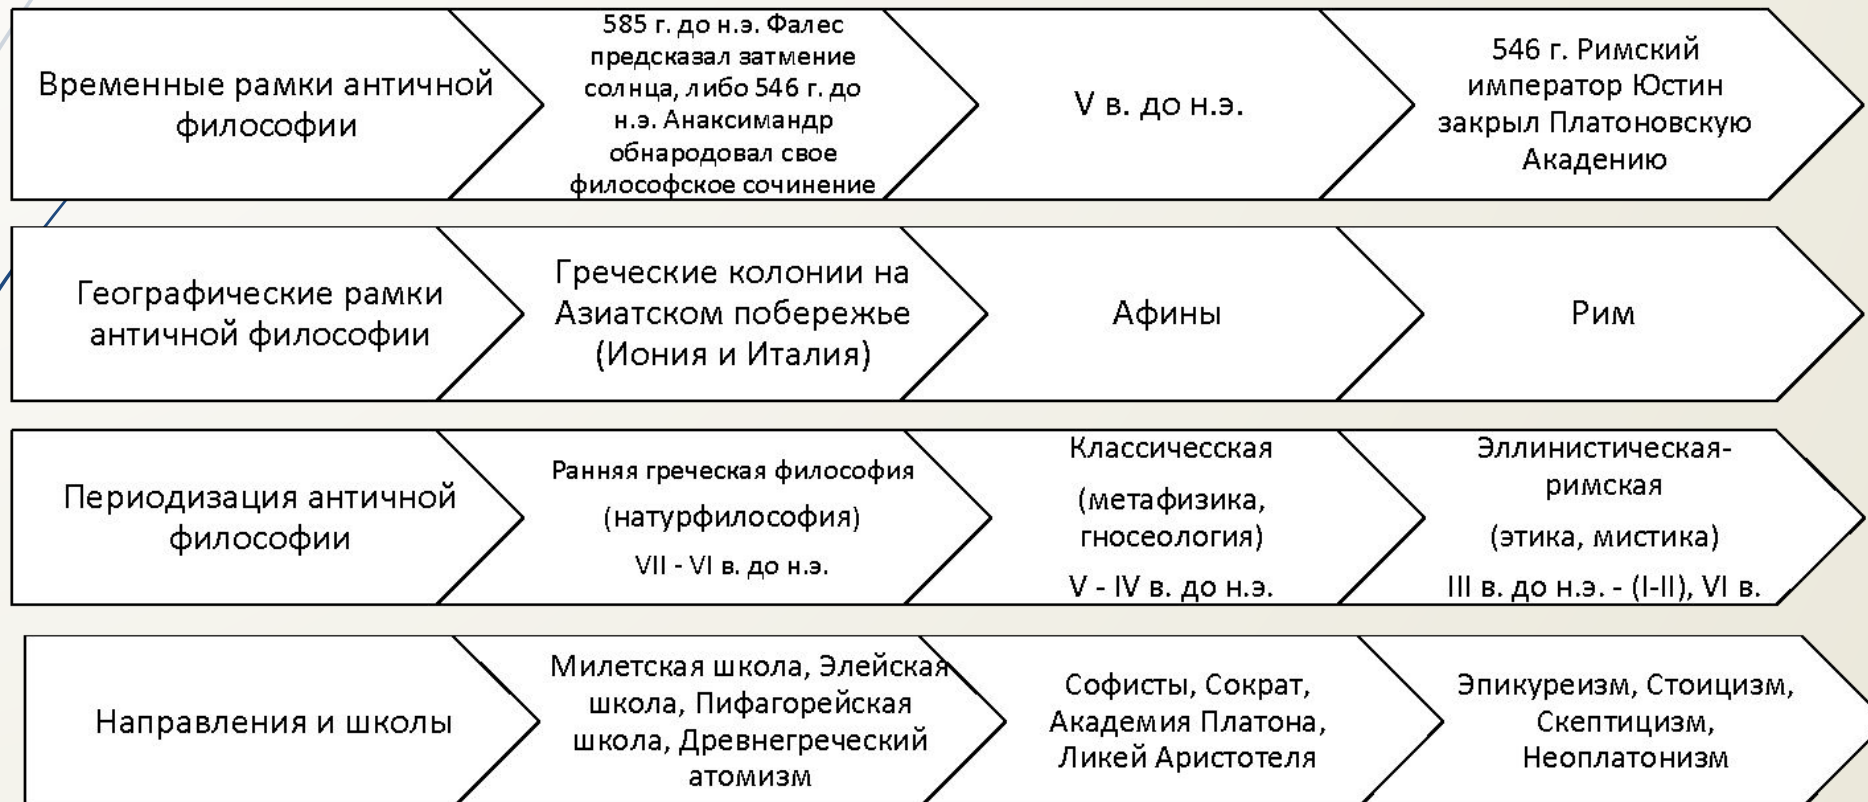 Временные рамки античной
философии
585 г. до н.э. Фалес
предсказал затмение
солнца, либо 546 г. до
н.э. Анаксимандр
обнародовал свое
философское сочинение
V в. до н.э.
546 г. Римский
император Юстин
закрыл Платоновскую
Акадению
Географические рамки
античной философии
Греческие колонии на
Азиатском побережье
(Иония и Италия)
Афины
Рим
Периодизация античной
философии
Ранняя греческая философия
(натурфилософия)
VII - VI в. до н.э.
Классичесская
(метафизика,
гносеология)
V - IV в. до н.э.
Эллинистическая-
римская
(этика, мистика)
III в. до н.э. - (I-II), VI в.
Направления и школы
Милетская школа, Элейская
школа, Пифагорейская
школа, Древнегреческий
атомизм
Софисты, Сократ,
Академия Платона,
Ликей Аристотеля
Эпикуреизм, Стоицизм,
Скептицизм,
Неоплатонизм